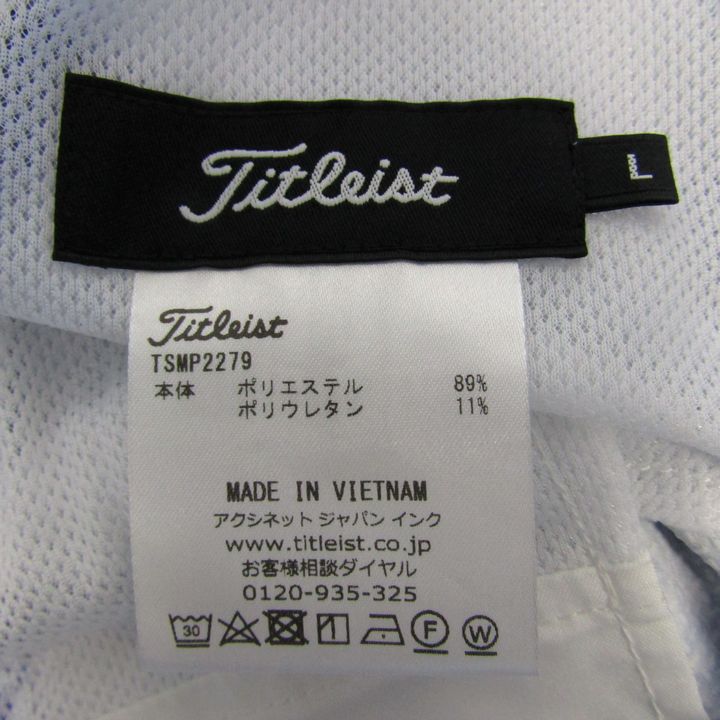 Titleist
L
Titleist
TSMP2279
本体 ポリエステル 89%
ポリウレタン 11%
MADE IN VIETNAM
アクシネット ジャパン インク
www.titleist.co.jp
お客様相談ダイヤル
0120-935-325
30 F W